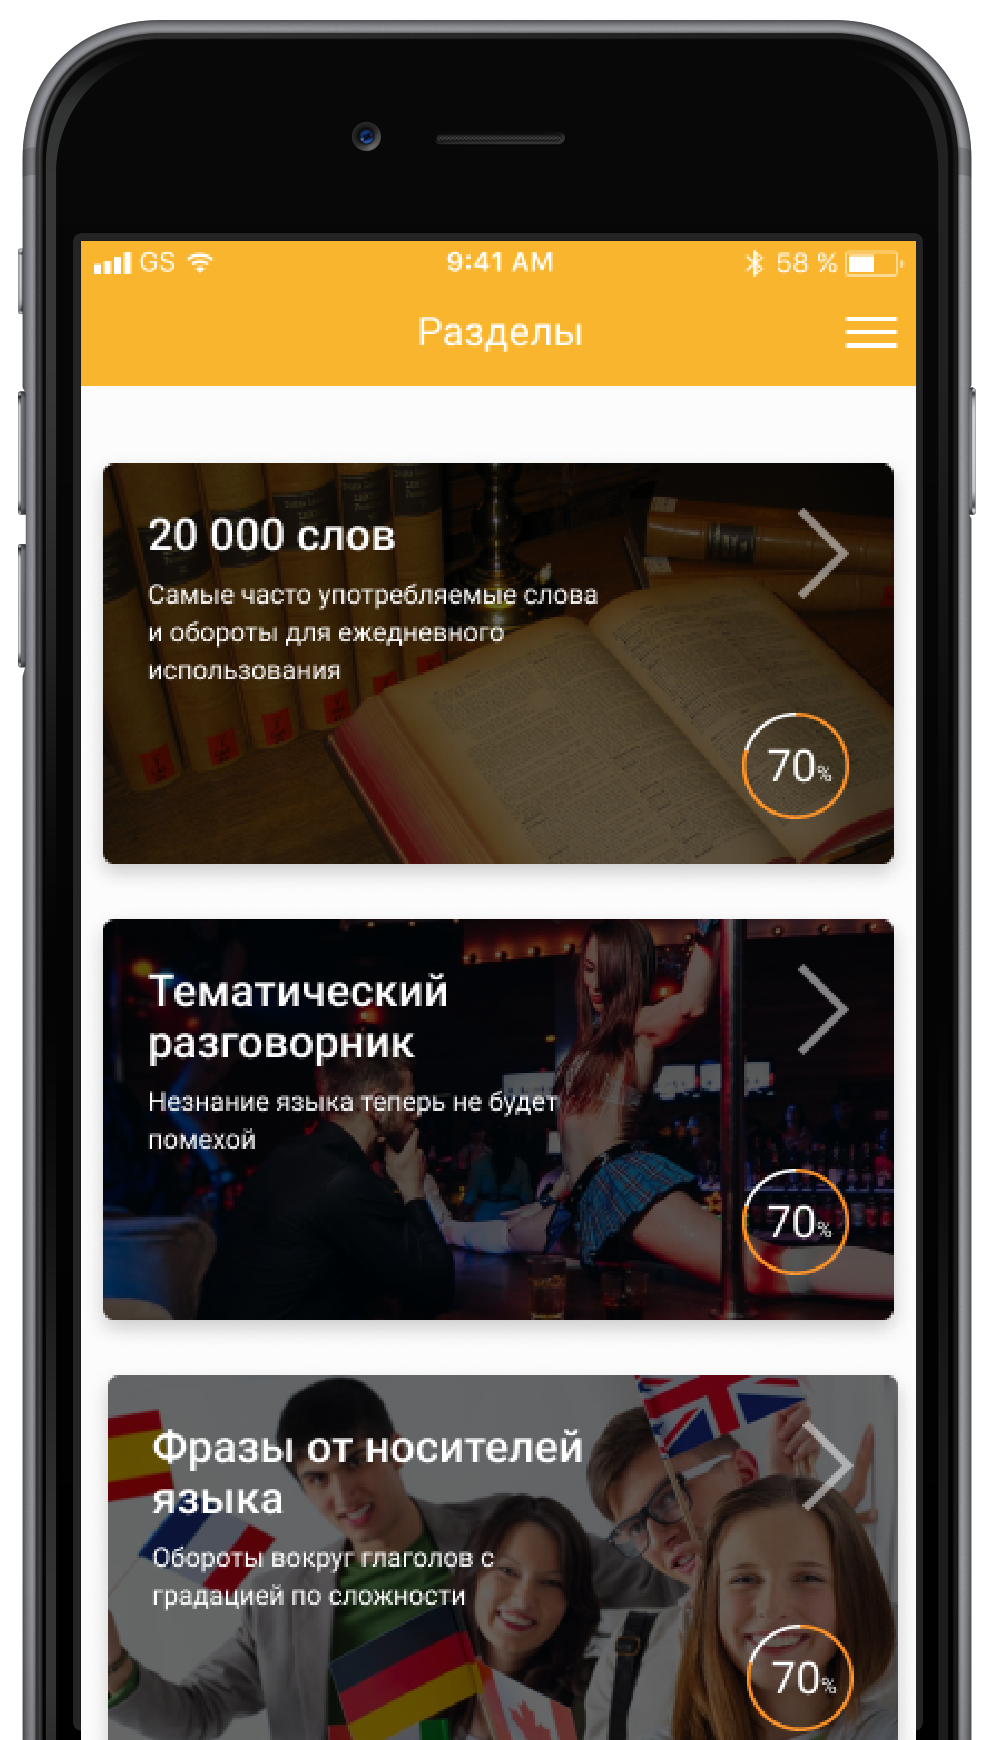 GS 9:41 AM 58 %
Разделы
20 000 слов
Самые часто употребляемые слова
и обороты для ежедневного
использования
70%
Тематический
разговорник
Незнание языка теперь не будет
помехой
70%
Фразы от носителей
языка
Обороты вокруг глаголов с
градацией по сложности
70%